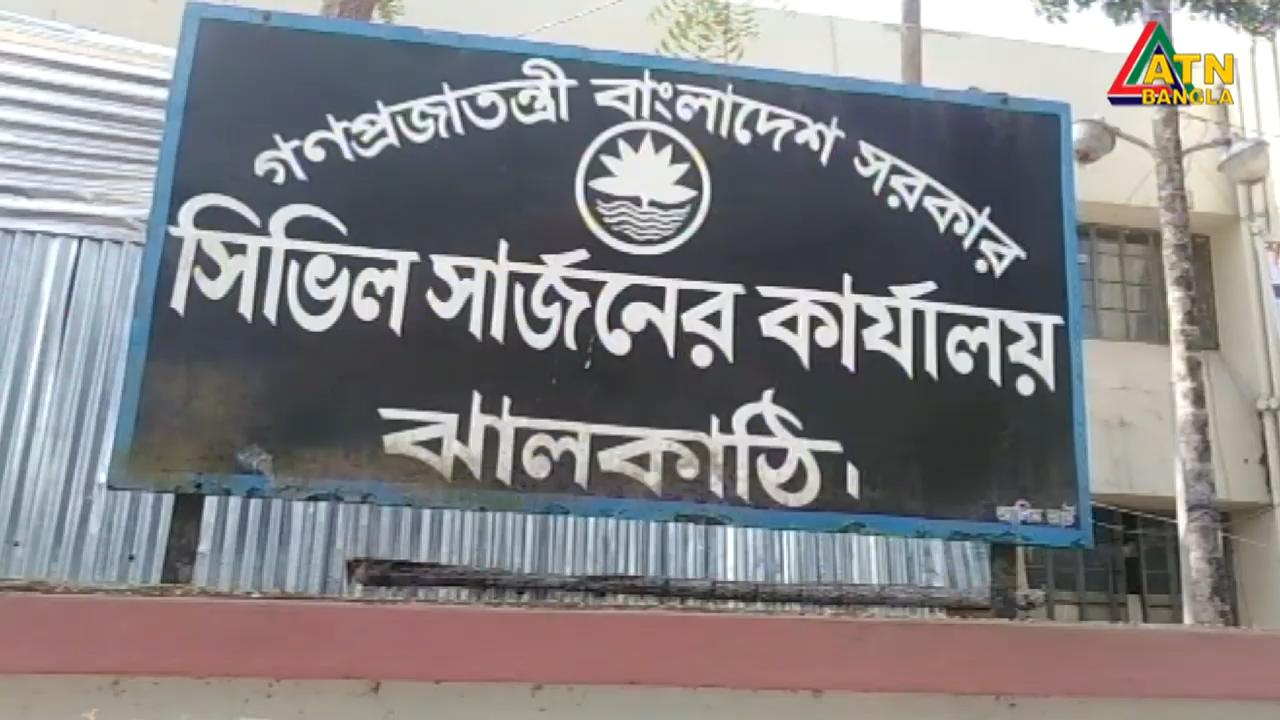 ATN
BANGLA
গণপ্রজাতন্ত্রী বাংলাদেশ সরকার
সিভিল সার্জনের কার্যালয়
ঝালকাঠি।